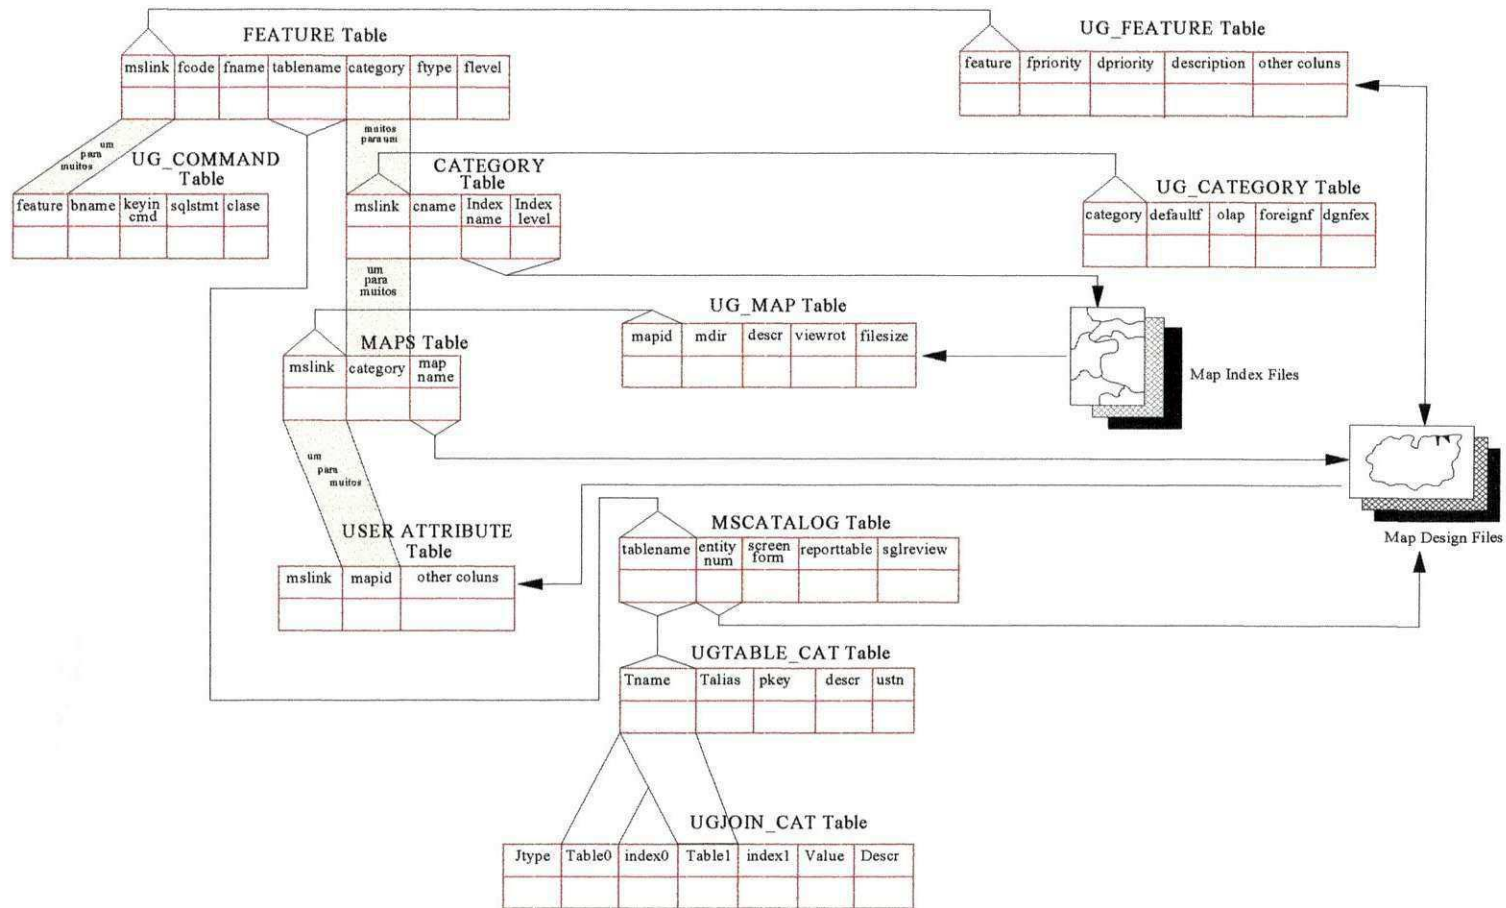 FEATURE Table
mslink fcode fname tablename category ftype flevel
UG_FEATURE Table
feature fpriority dpriority description other coluns
um
para
muitos
muitos
para um
UG_COMMAND
Table
feature bname keyin cmd sqlstmt clase
CATEGORY
Table
mslink cname Index name Index level
UG_CATEGORY Table
category defaultf olap foreignf dgnfex
um
para
muitos
UG_MAP Table
mapid mdir descr viewrot filesize
MAPS Table
mslink category map name
Map Index Files
um
para
muitos
Map Design Files
USER ATTRIBUTE
Table
mslink mapid other coluns
MSCATALOG Table
tablename entity num screen form reporttable sglreview
UGTABLE_CAT Table
Tname Talias pkey descr ustn
UGJOIN_CAT Table
Jtype Table0 index0 Table1 index1 Value Descr